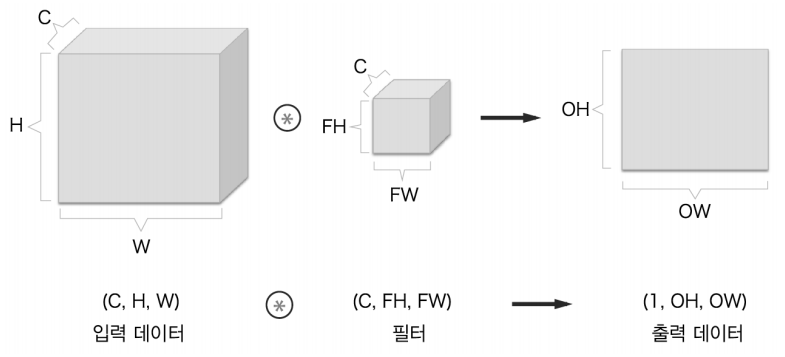 C
H
W
⊛
C
FH
FW
OH
OW
(C, H, W) ⊛ (C, FH, FW) (1, OH, OW)
입력 데이터 필터 출력 데이터